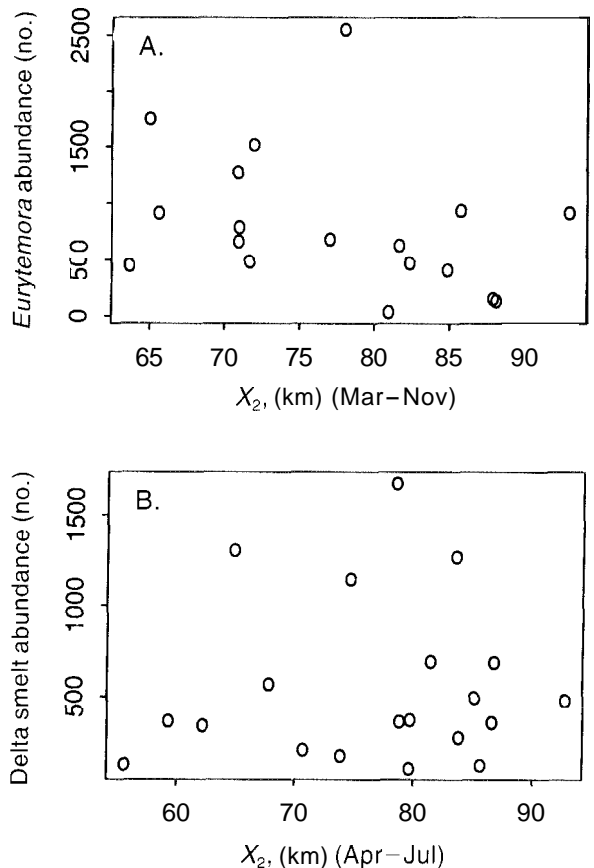 A.
Eurytemora abundance (no.)
2500
1500
500
0
65 70 75 80 85 90
X2, (km) (Mar–Nov)
B.
Delta smelt abundance (no.)
1500
1000
500
60 70 80 90
X2, (km) (Apr–Jul)